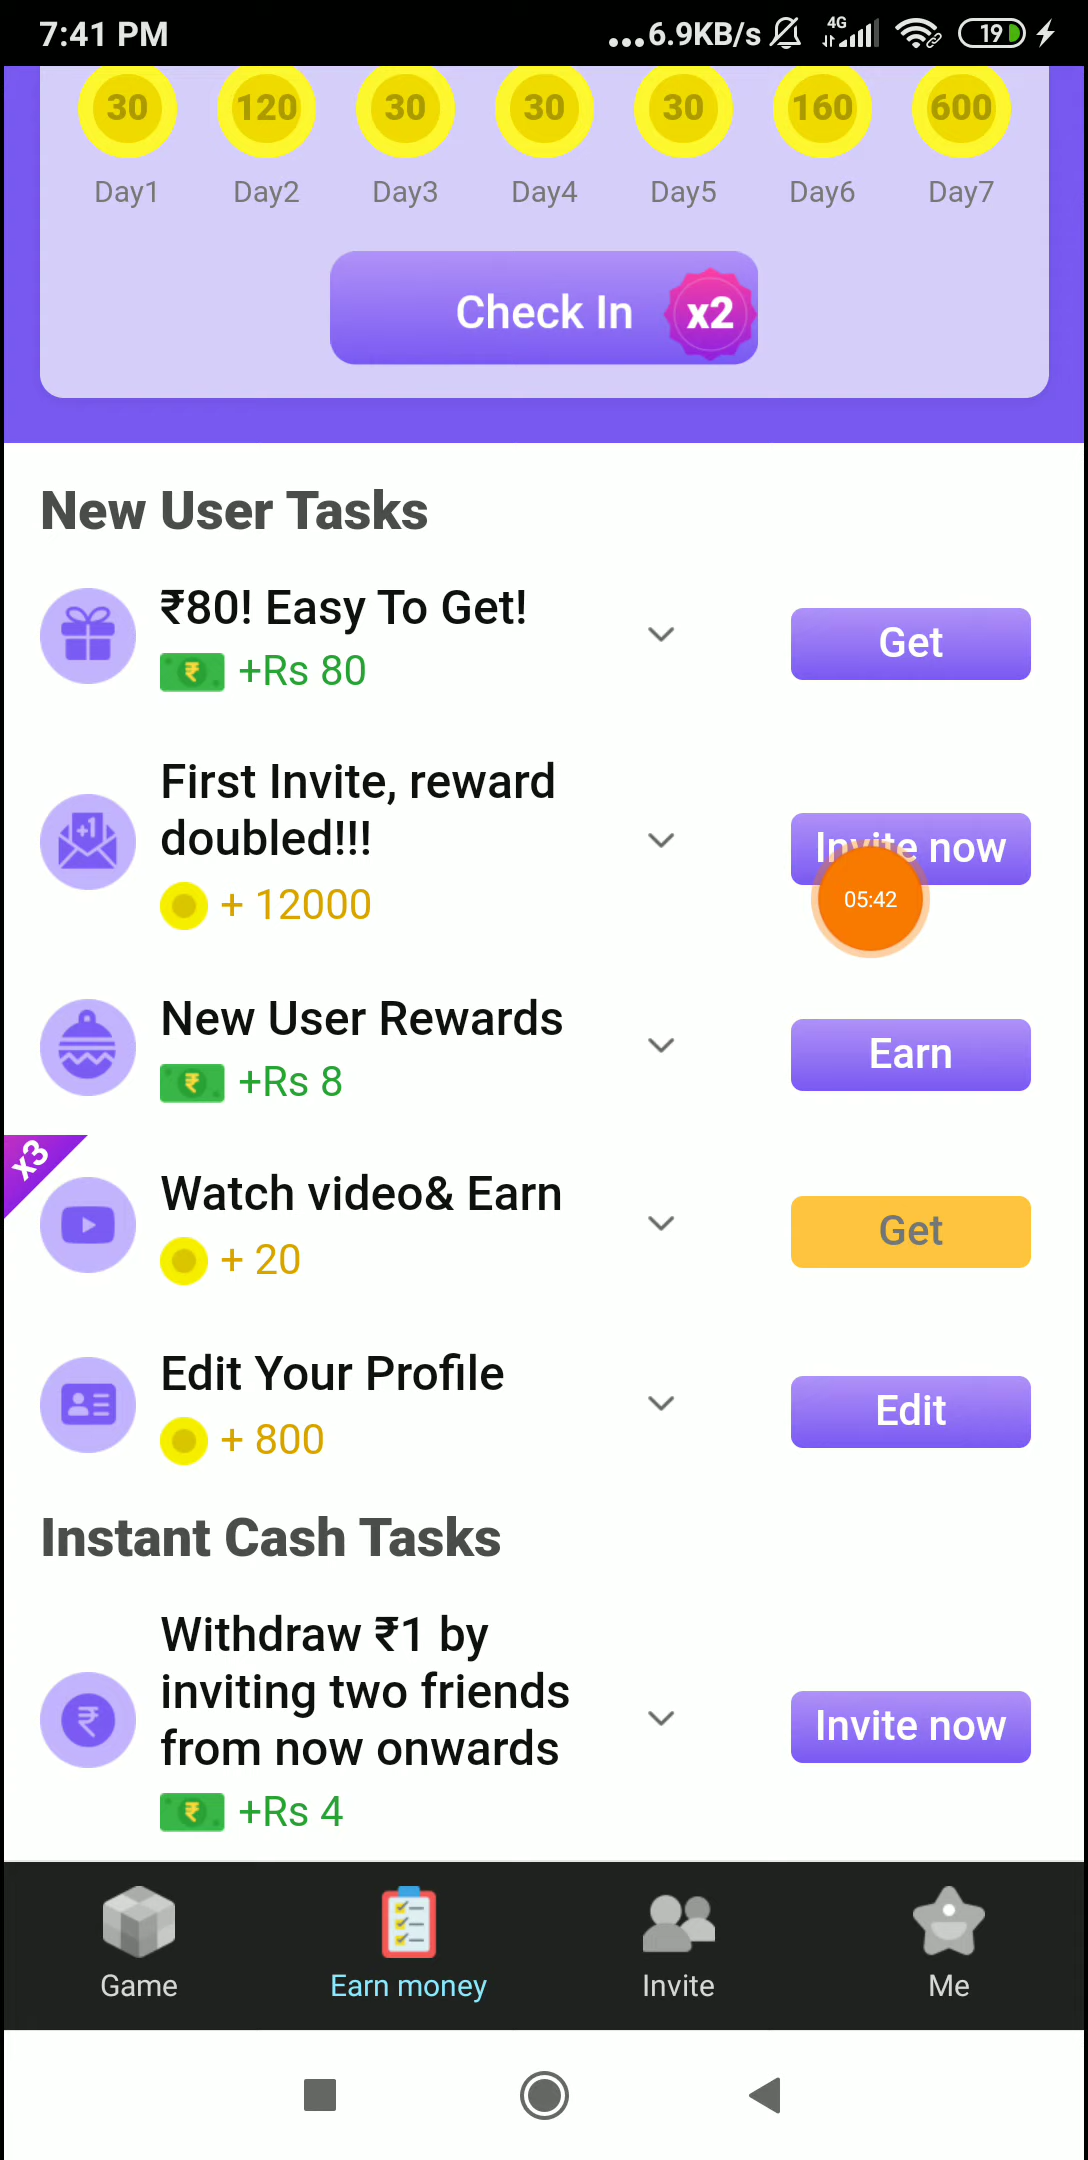 7:41 PM
...6.9KB/s 4G 19
30 120 30 30 30 160 600
Day1 Day2 Day3 Day4 Day5 Day6 Day7
Check In x2
New User Tasks
₹80! Easy To Get!
₹ +Rs 80
Get
First Invite, reward
doubled!!!
+1
+ 12000
Invite now
05:42
New User Rewards
₹ +Rs 8
Earn
x3
Watch video& Earn
+ 20
Get
Edit Your Profile
+ 800
Edit
Instant Cash Tasks
Withdraw ₹1 by
inviting two friends
from now onwards
₹
₹ +Rs 4
Invite now
Game Earn money Invite Me